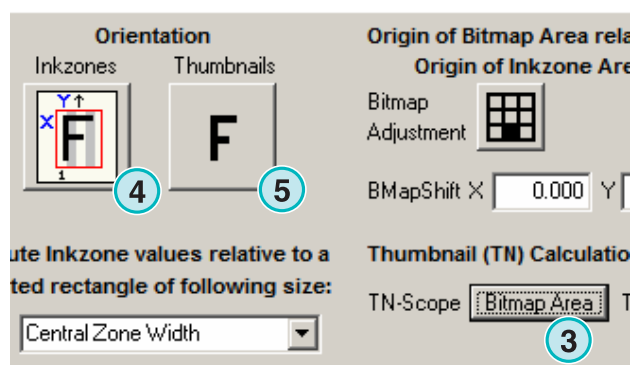 Orientation
Inkzones Thumbnails
Y
X F
1
4
F
5
ute Inkzone values relative to a
ted rectangle of following size:
Central Zone Width
Origin of Bitmap Area rela
Origin of Inkzone Are
Bitmap
Adjustment
BMapShift X 0.000 Y
Thumbnail (TN) Calculatio
TN-Scope Bitmap Area T
3